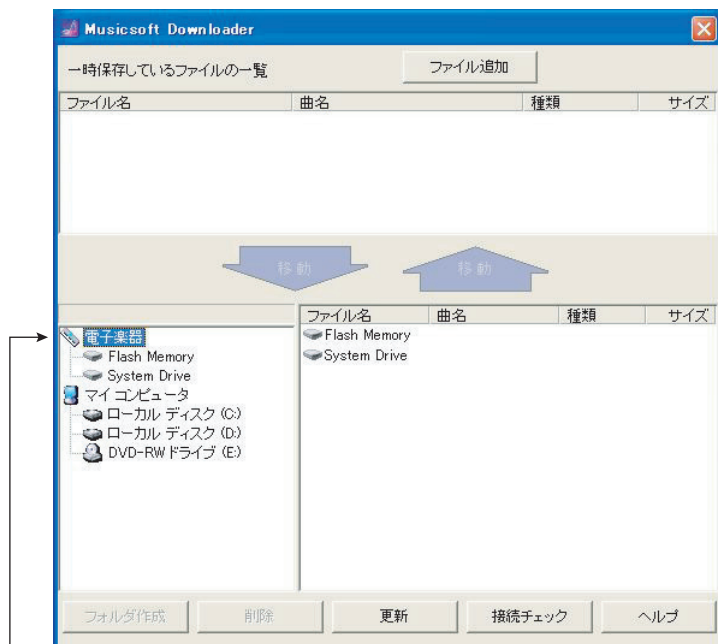 Musicsoft Downloader
一時保存しているファイルの一覧 ファイル追加
ファイル名 曲名 種類 サイズ
移動 移動
ファイル名 曲名 種類 サイズ
電子楽器
Flash Memory
System Drive
マイ コンピュータ
ローカル ディスク (C:)
ローカル ディスク (D:)
DVD-RW ドライブ (E:)
Flash Memory
System Drive
フォルダ作成 削除 更新 接続チェック ヘルプ